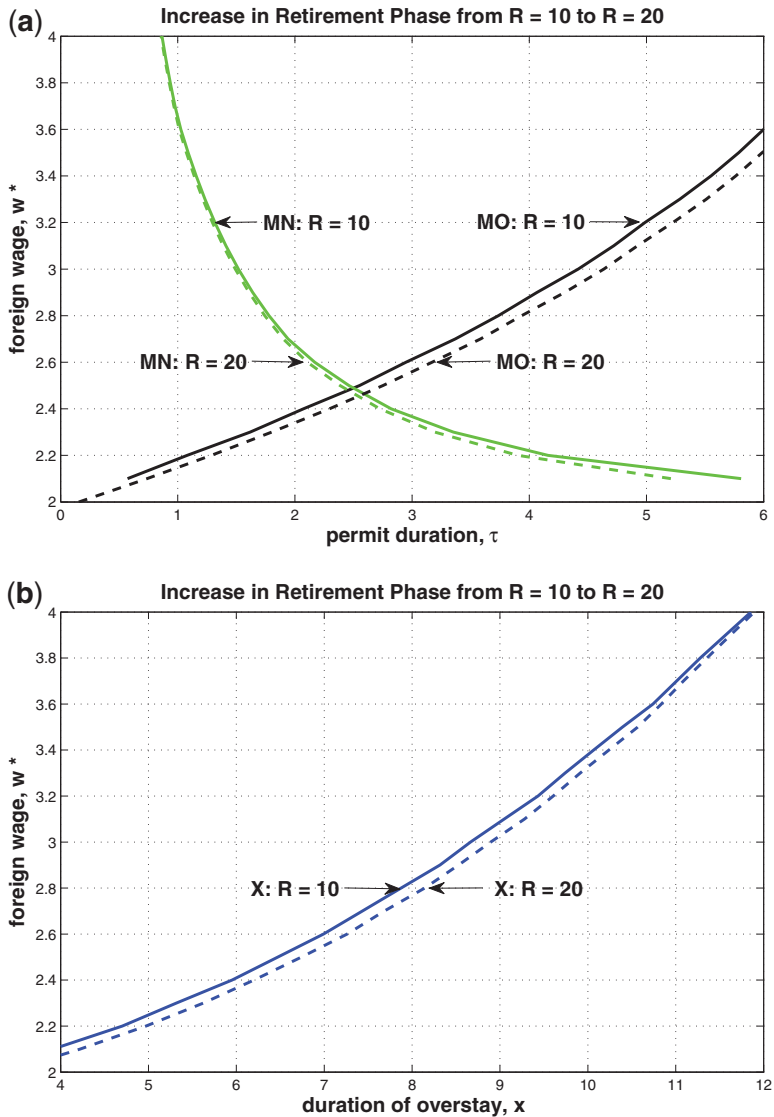 (a)
Increase in Retirement Phase from R = 10 to R = 20
foreign wage, w *
4
3.8
3.6
3.4
3.2
3
2.8
2.6
2.4
2.2
2
MN: R = 10
MO: R = 10
MN: R = 20
MO: R = 20
0 1 2 3 4 5 6
permit duration, τ
(b)
Increase in Retirement Phase from R = 10 to R = 20
foreign wage, w *
4
3.8
3.6
3.4
3.2
3
2.8
2.6
2.4
2.2
2
X: R = 10
X: R = 20
4 5 6 7 8 9 10 11 12
duration of overstay, x